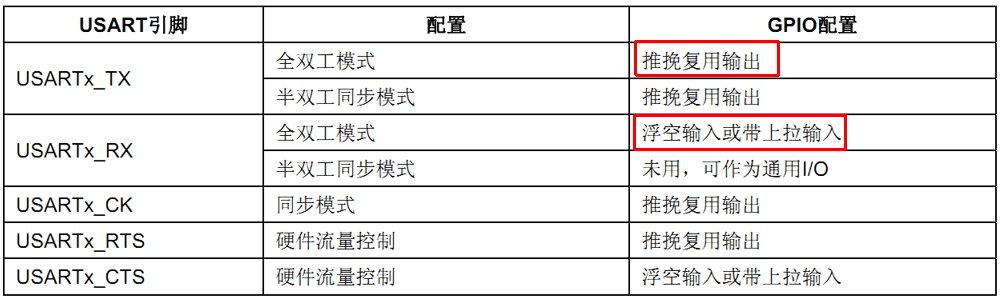 USART引脚 配置 GPIO配置
USARTx_TX 全双工模式 推挽复用输出
半双工同步模式 推挽复用输出
USARTx_RX 全双工模式 浮空输入或带上拉输入
半双工同步模式 未用，可作为通用I/O
USARTx_CK 同步模式 推挽复用输出
USARTx_RTS 硬件流量控制 推挽复用输出
USARTx_CTS 硬件流量控制 浮空输入或带上拉输入